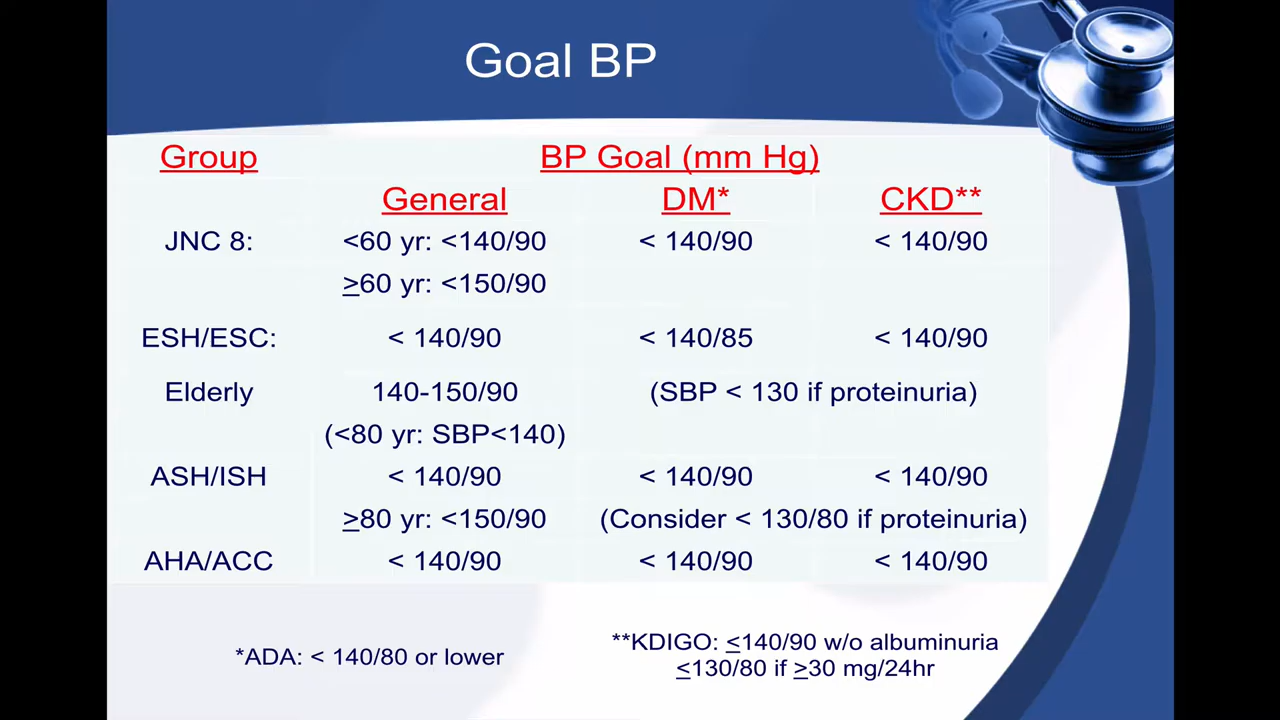 Goal BP
Group BP Goal (mm Hg)
General DM* CKD**
JNC 8: <60 yr: <140/90 < 140/90 < 140/90
≥60 yr: <150/90
ESH/ESC: < 140/90 < 140/85 < 140/90
Elderly 140-150/90 (SBP < 130 if proteinuria)
(<80 yr: SBP<140)
ASH/ISH < 140/90 < 140/90 < 140/90
≥80 yr: <150/90 (Consider < 130/80 if proteinuria)
AHA/ACC < 140/90 < 140/90 < 140/90
*ADA: < 140/80 or lower
**KDIGO: ≤140/90 w/o albuminuria
≤130/80 if ≥30 mg/24hr